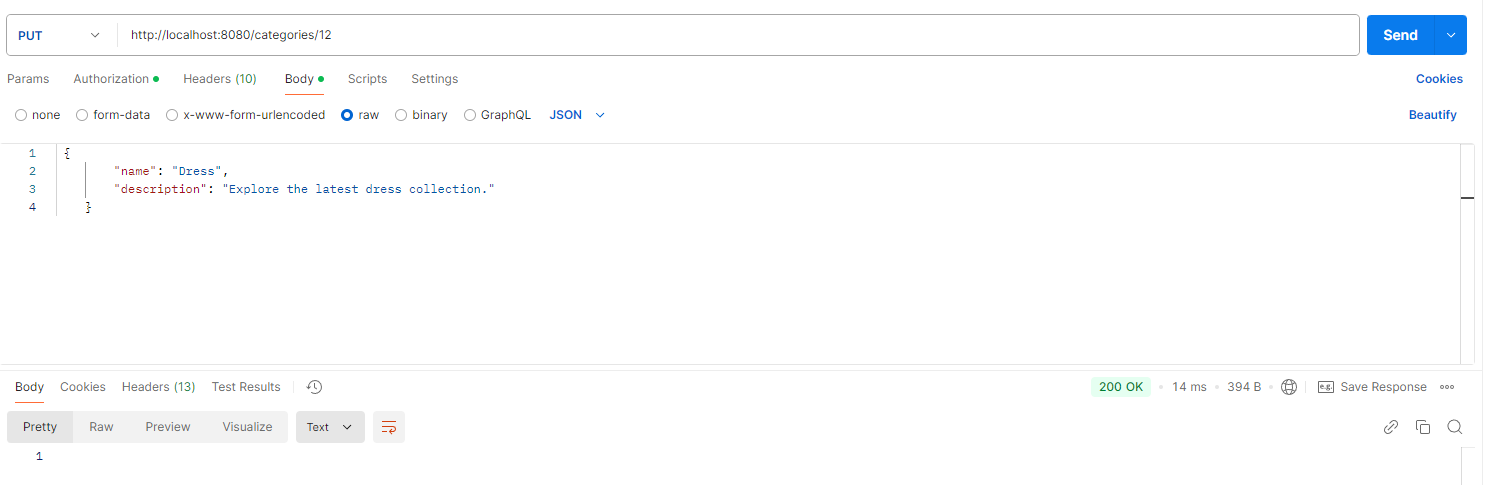 PUT http://localhost:8080/categories/12 Send
Params Authorization Headers (10) Body Scripts Settings Cookies
none form-data x-www-form-urlencoded raw binary GraphQL JSON Beautify
1 {
2 "name": "Dress",
3 "description": "Explore the latest dress collection."
4 }
Body Cookies Headers (13) Test Results 200 OK 14 ms 394 B e.g. Save Response
Pretty Raw Preview Visualize Text
1